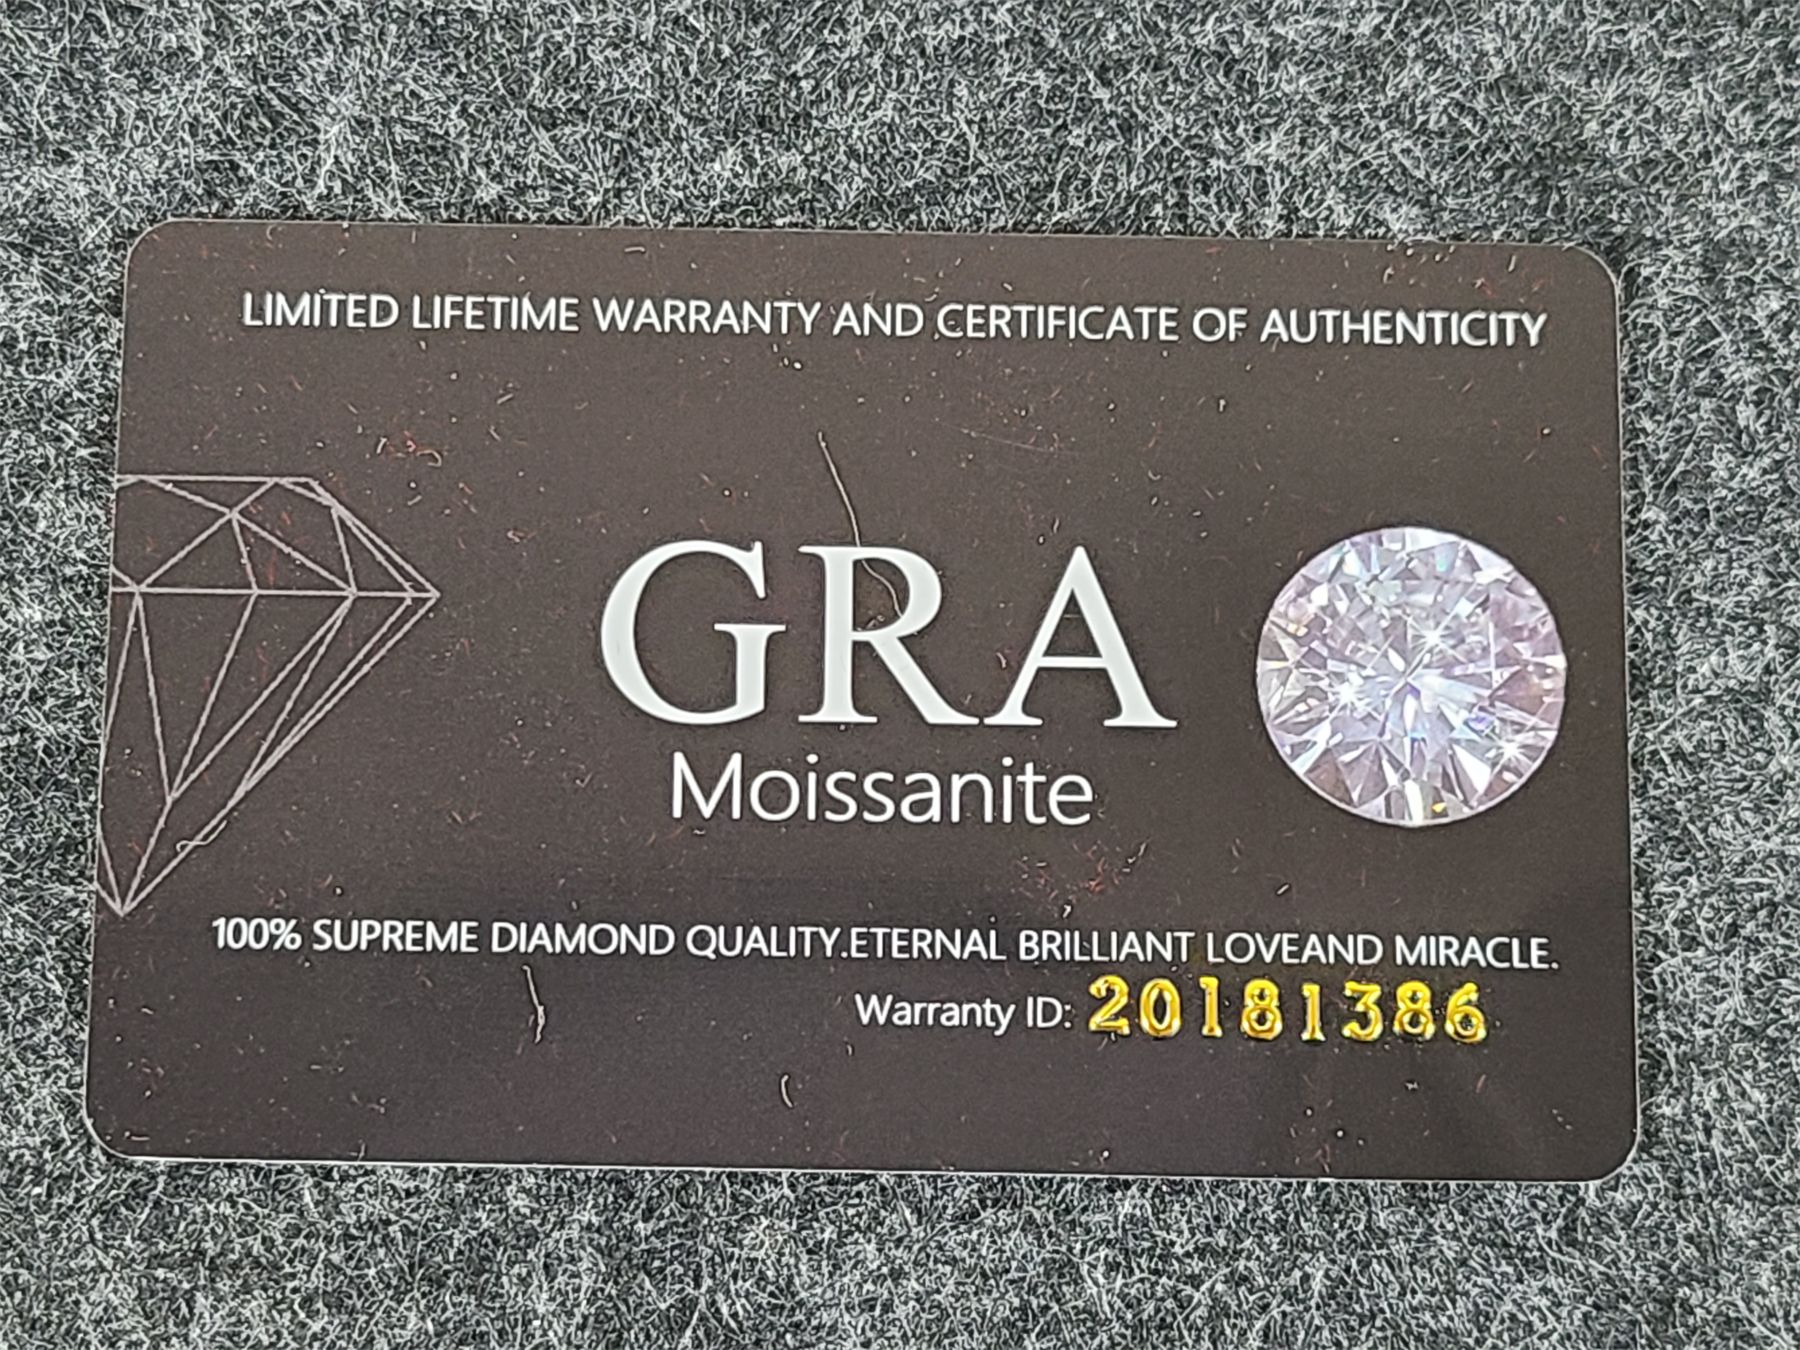 LIMITED LIFETIME WARRANTY AND CERTIFICATE OF AUTHENTICITY
GRA
Moissanite
100% SUPREME DIAMOND QUALITY.ETERNAL BRILLIANT LOVEAND MIRACLE.
Warranty ID: 20181386